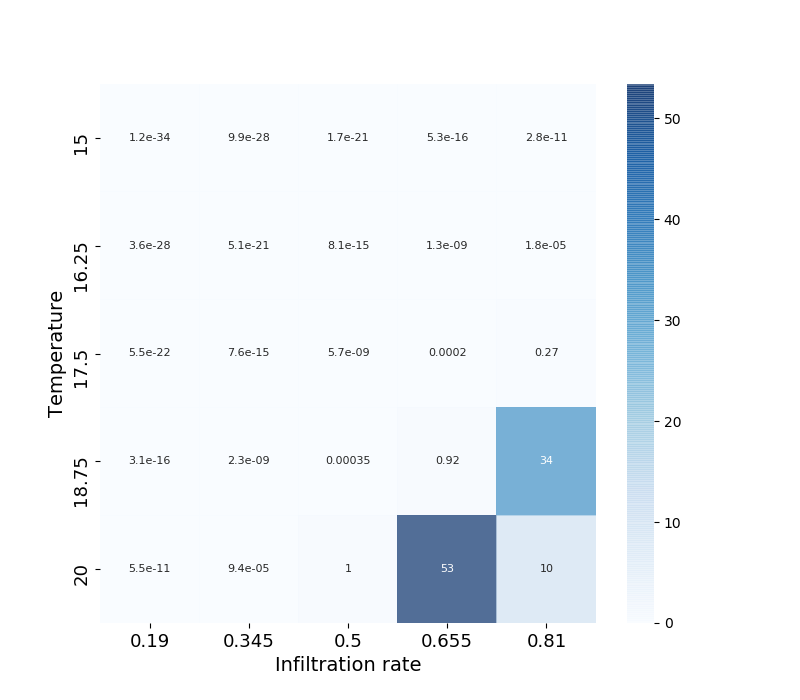 15 1.2e-34 9.9e-28 1.7e-21 5.3e-16 2.8e-11
16.25 3.6e-28 5.1e-21 8.1e-15 1.3e-09 1.8e-05
17.5 5.5e-22 7.6e-15 5.7e-09 0.0002 0.27
18.75 3.1e-16 2.3e-09 0.00035 0.92 34
20 5.5e-11 9.4e-05 1 53 10
0.19 0.345 0.5 0.655 0.81
Infiltration rate
Temperature
50
40
30
20
10
0